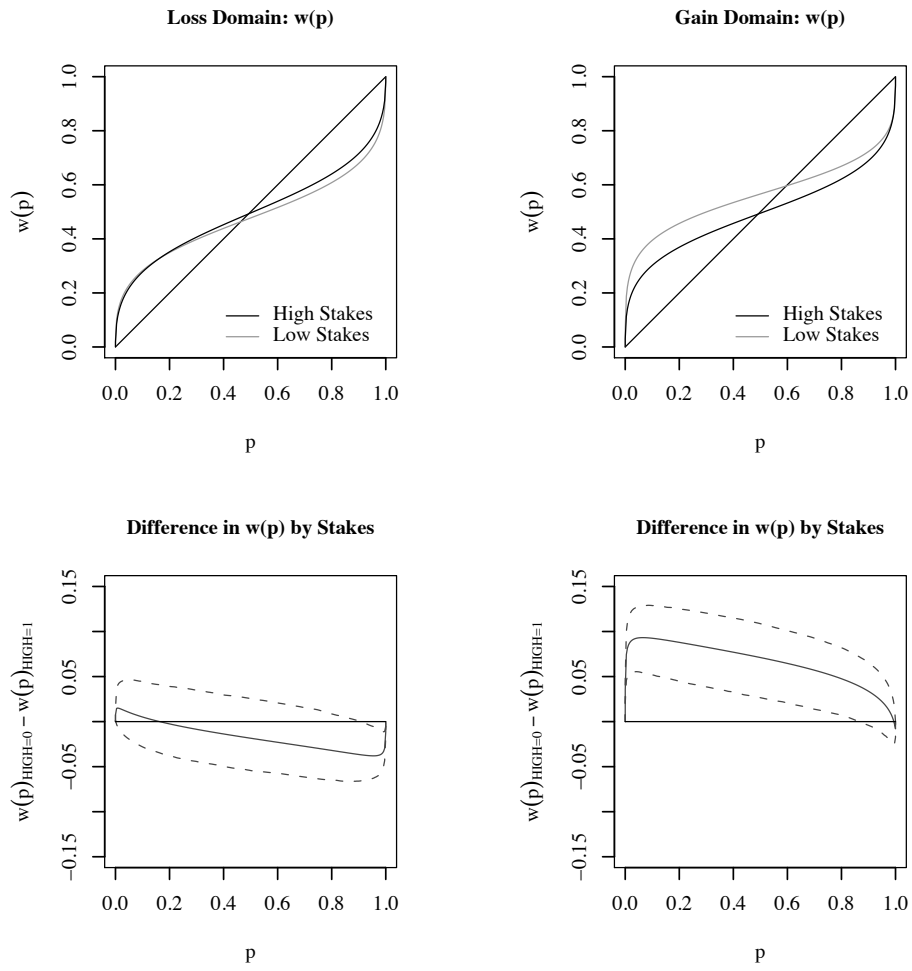 Loss Domain: w(p)
w(p)
1.0
0.8
0.6
0.4
0.2
0.0
High Stakes
Low Stakes
0.0 0.2 0.4 0.6 0.8 1.0
p
Gain Domain: w(p)
w(p)
1.0
0.8
0.6
0.4
0.2
0.0
High Stakes
Low Stakes
0.0 0.2 0.4 0.6 0.8 1.0
p
Difference in w(p) by Stakes
w(p)HIGH=0 − w(p)HIGH=1
0.15
0.05
−0.05
−0.15
0.0 0.2 0.4 0.6 0.8 1.0
p
Difference in w(p) by Stakes
w(p)HIGH=0 − w(p)HIGH=1
0.15
0.05
−0.05
−0.15
0.0 0.2 0.4 0.6 0.8 1.0
p